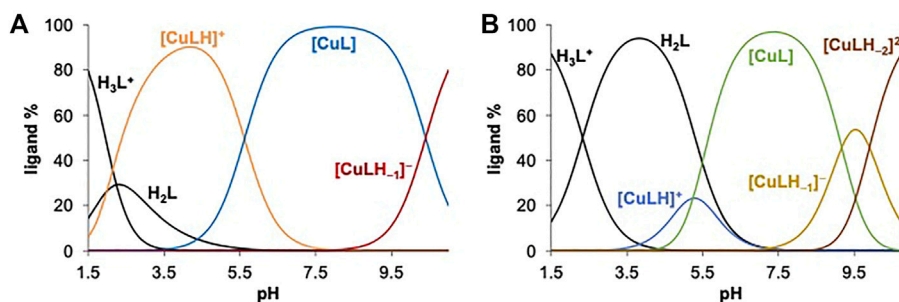 A
ligand %
100
80
60
40
20
0
H₃L⁺
[CuLH]⁺
[CuL]
H₂L
[CuLH₋₁]⁻
1.5 3.5 5.5 7.5 9.5
pH
B
ligand %
100
80
60
40
20
0
H₃L⁺
H₂L
[CuL]
[CuLH₋₂]²
[CuLH]⁺
[CuLH₋₁]⁻
1.5 3.5 5.5 7.5 9.5
pH